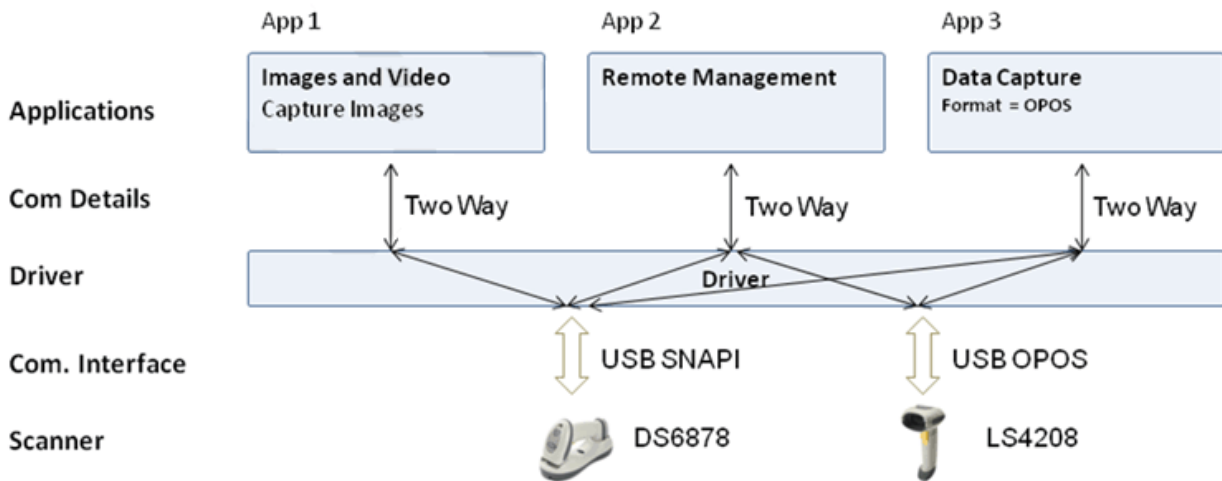 App 1
App 2
App 3
Applications
Images and Video
Capture Images
Remote Management
Data Capture
Format = OPOS
Com Details
Two Way
Two Way
Two Way
Driver
Driver
Com. Interface
USB SNAPI
USB OPOS
Scanner
DS6878
LS4208